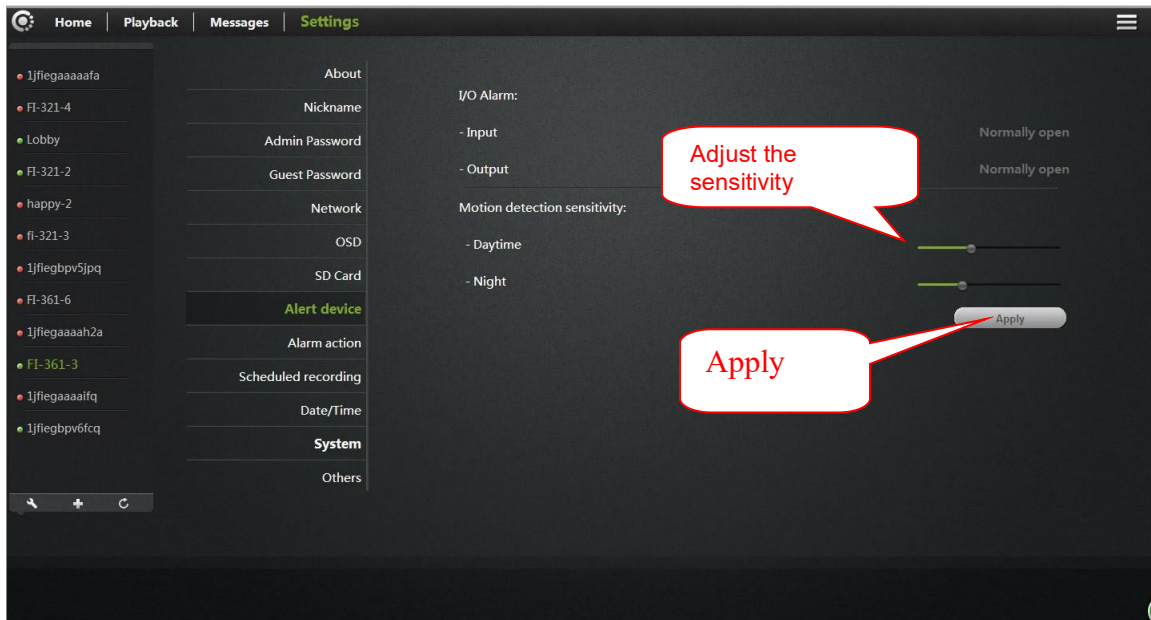 Home
Playback
Messages
Settings
1jfiegaaaaafa
FI-321-4
Lobby
FI-321-2
happy-2
fi-321-3
1jfiegbpv5jpq
FI-361-6
1jfiegaaaah2a
FI-361-3
1jfiegaaaaifq
1jfiegbpv6fcq
About
Nickname
Admin Password
Guest Password
Network
OSD
SD Card
Alert device
Alarm action
Scheduled recording
Date/Time
System
Others
I/O Alarm:
- Input
Normally open
- Output
Normally open
Adjust the
sensitivity
Motion detection sensitivity:
- Daytime
- Night
Apply
Apply